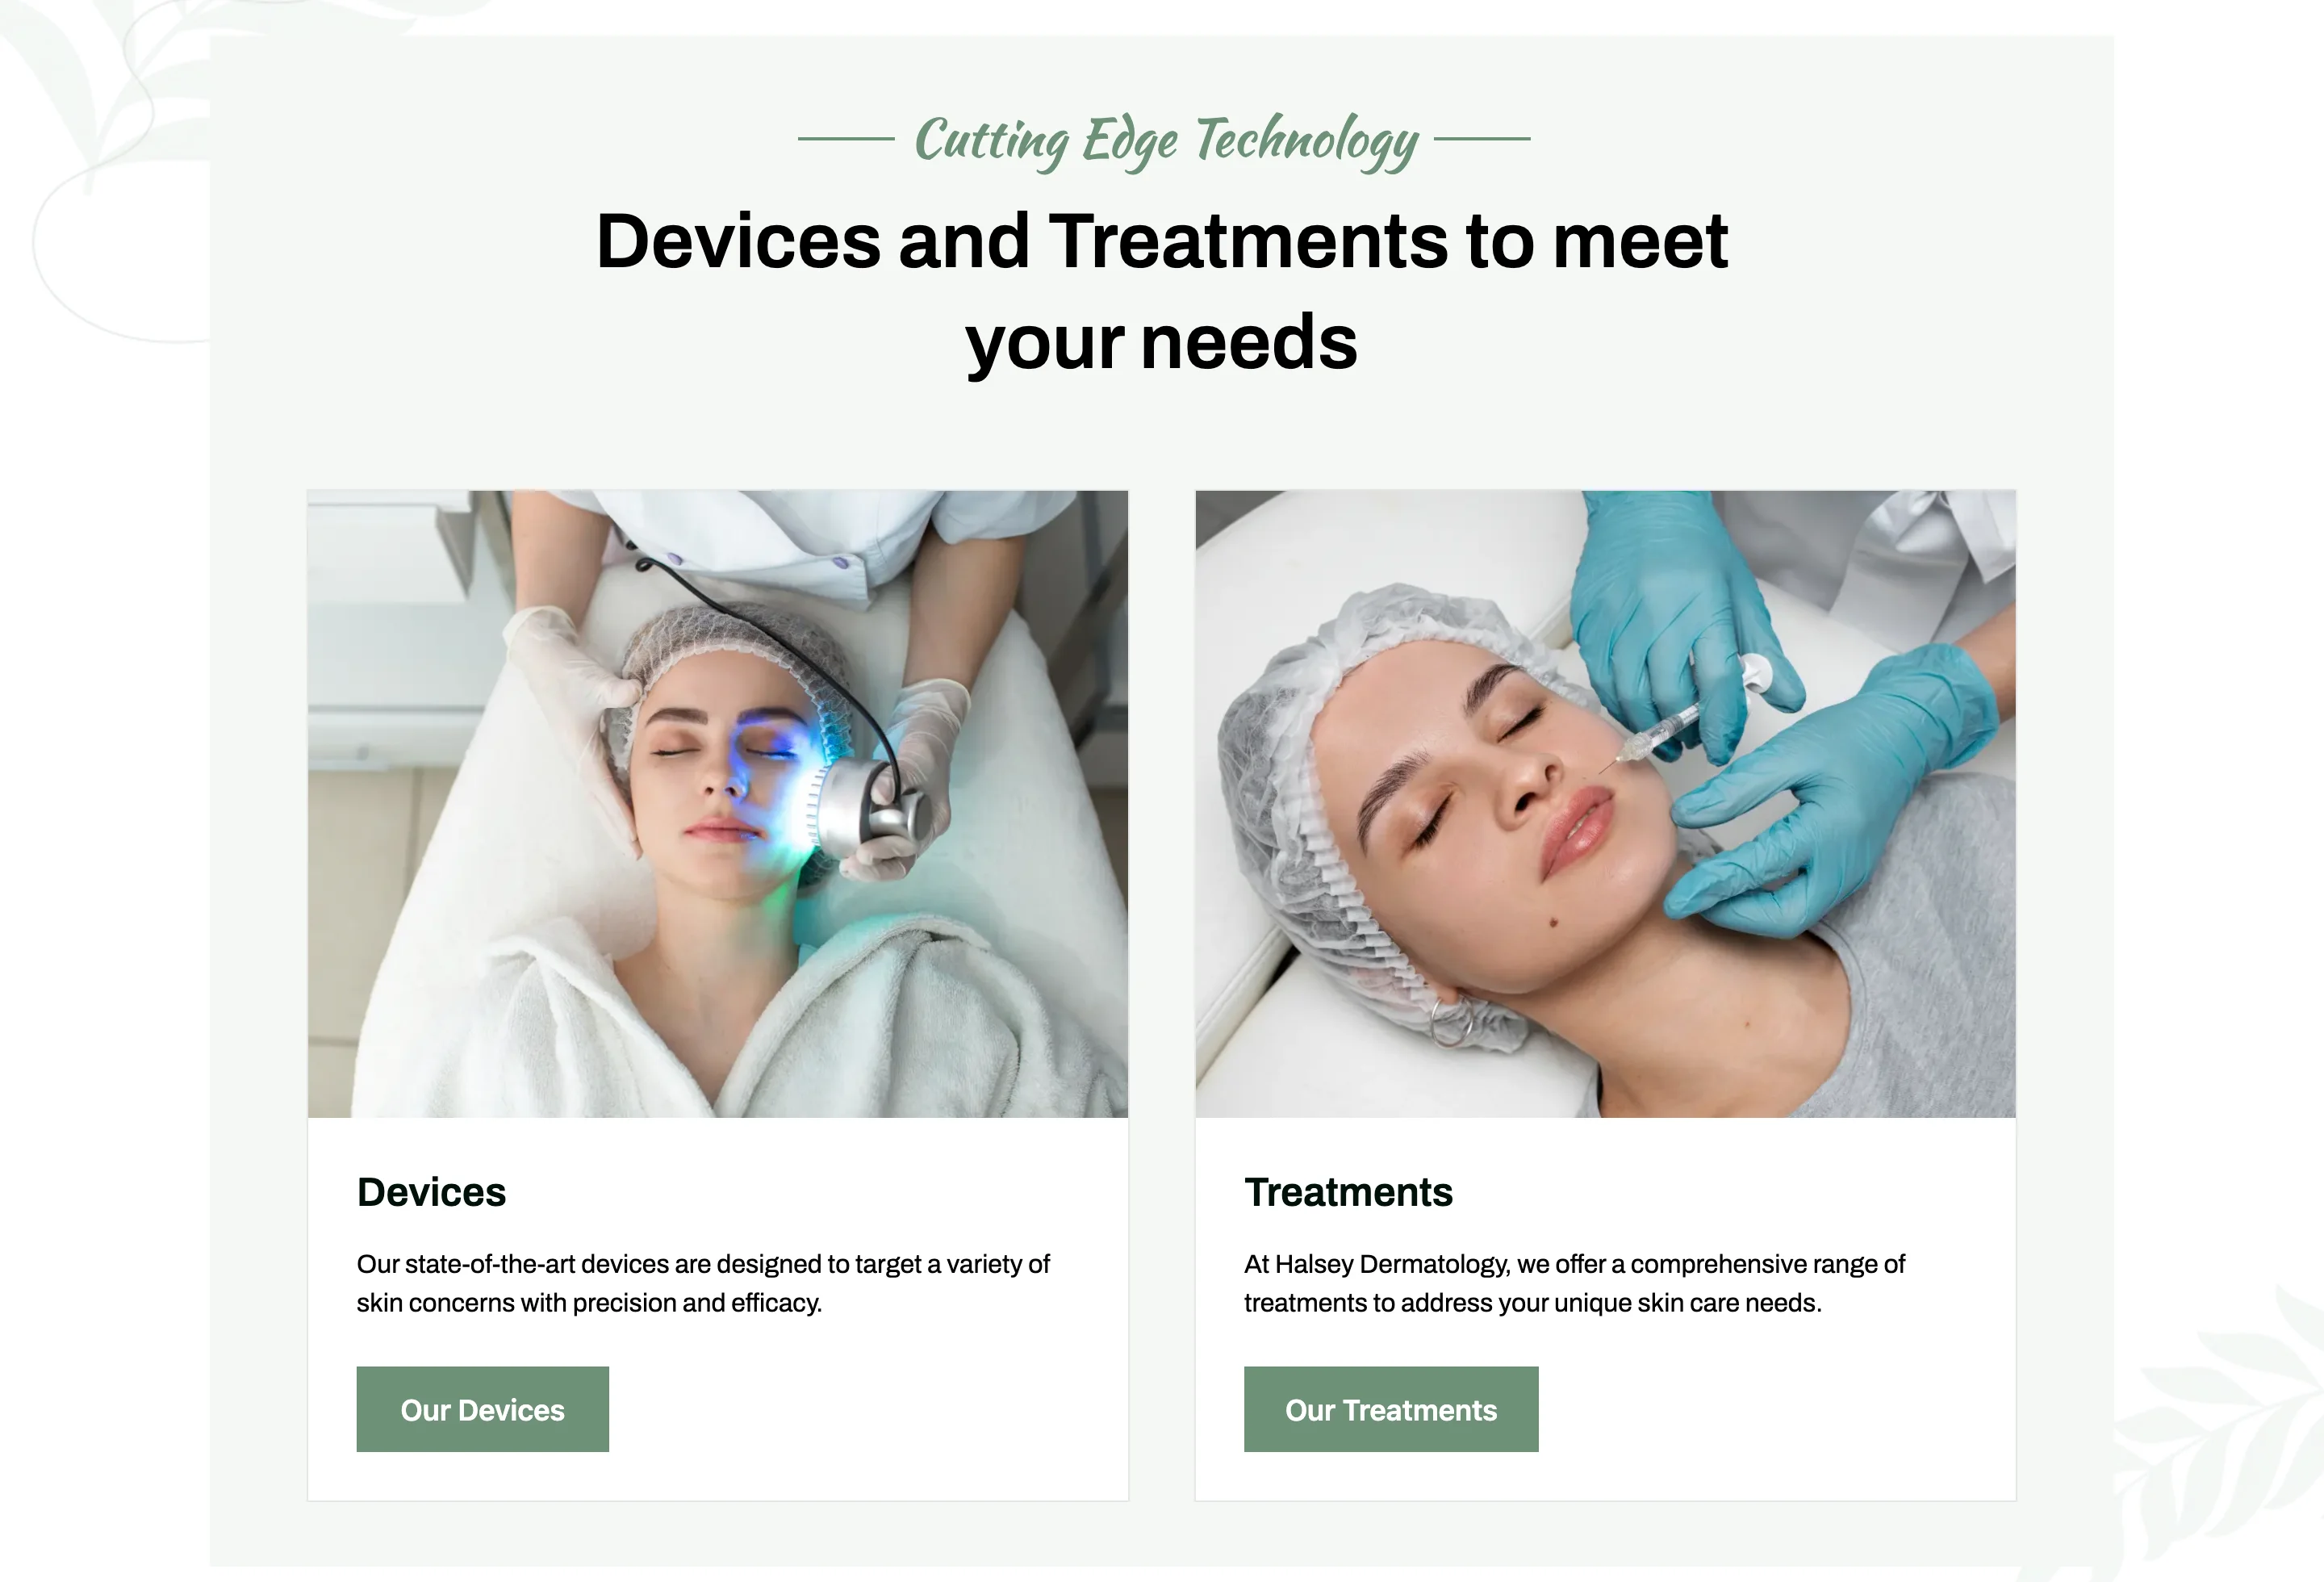 Cutting Edge Technology
Devices and Treatments to meet
your needs
Devices
Our state-of-the-art devices are designed to target a variety of
skin concerns with precision and efficacy.
Our Devices
Treatments
At Halsey Dermatology, we offer a comprehensive range of
treatments to address your unique skin care needs.
Our Treatments